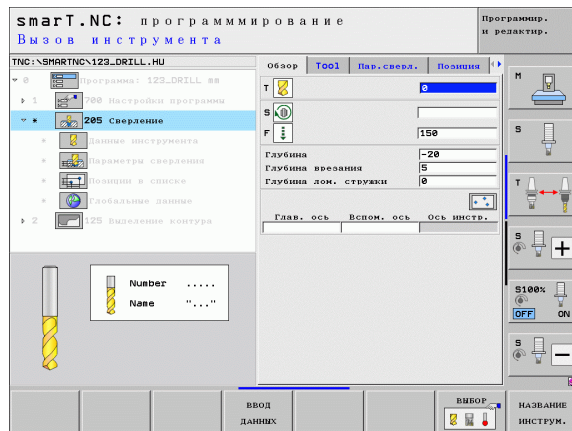 smarT.NC: программмирование
Вызов инструмента
Программир.
и редактир.
TNC:\SMARTNC\123_DRILL.HU
0 Программа: 123_DRILL mm
1 700 Настройки программы
* 205 Сверление
* Данные инструмента
* Параметры сверления
* Позиции в списке
* Глобальные данные
2 125 Выделение контура
Обзор Tool Пар.сверл. Позиция
T 0
S
F 150
Глубина -20
Глубина врезания 5
Глубина лом. стружки 0
Глав. ось Вспом. ось Ось инстр.
Number .....
Name "..."
M
S
T
S
+
S100%
OFF ON
S
–
ВВОД
ДАННЫХ
ВЫБОР
НАЗВАНИЕ
ИНСТРУМ.